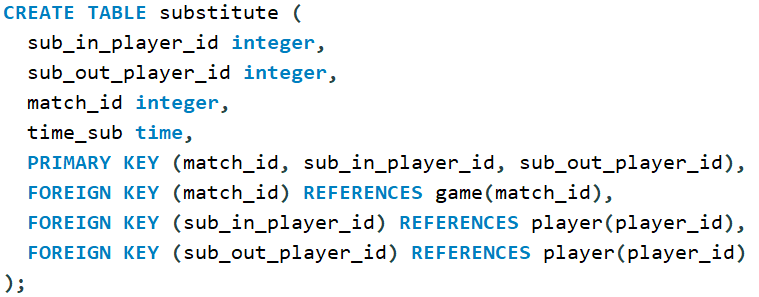 CREATE TABLE substitute (
  sub_in_player_id integer,
  sub_out_player_id integer,
  match_id integer,
  time_sub time,
  PRIMARY KEY (match_id, sub_in_player_id, sub_out_player_id),
  FOREIGN KEY (match_id) REFERENCES game(match_id),
  FOREIGN KEY (sub_in_player_id) REFERENCES player(player_id),
  FOREIGN KEY (sub_out_player_id) REFERENCES player(player_id)
);